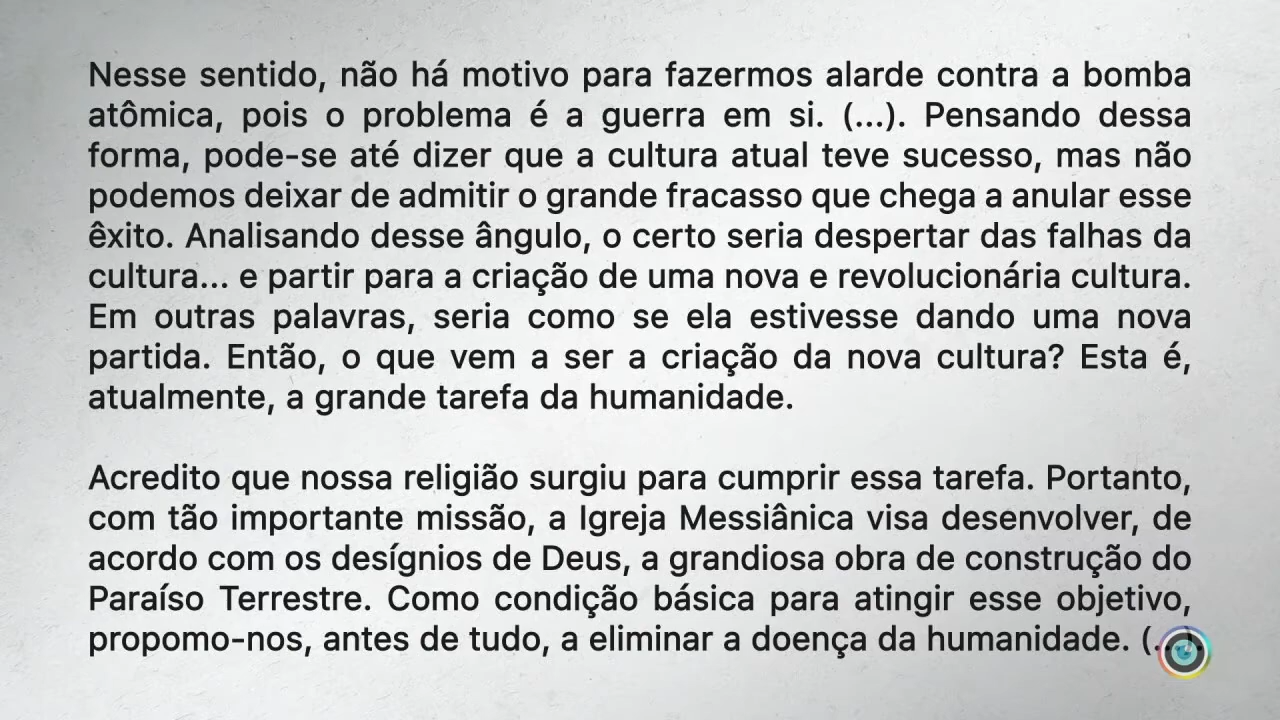 Nesse sentido, não há motivo para fazermos alarde contra a bomba
atômica, pois o problema é a guerra em si. (...). Pensando dessa
forma, pode-se até dizer que a cultura atual teve sucesso, mas não
podemos deixar de admitir o grande fracasso que chega a anular esse
êxito. Analisando desse ângulo, o certo seria despertar das falhas da
cultura... e partir para a criação de uma nova e revolucionária cultura.
Em outras palavras, seria como se ela estivesse dando uma nova
partida. Então, o que vem a ser a criação da nova cultura? Esta é,
atualmente, a grande tarefa da humanidade.
Acredito que nossa religião surgiu para cumprir essa tarefa. Portanto,
com tão importante missão, a Igreja Messiânica visa desenvolver, de
acordo com os desígnios de Deus, a grandiosa obra de construção do
Paraíso Terrestre. Como condição básica para atingir esse objetivo,
propomo-nos, antes de tudo, a eliminar a doença da humanidade. (...).